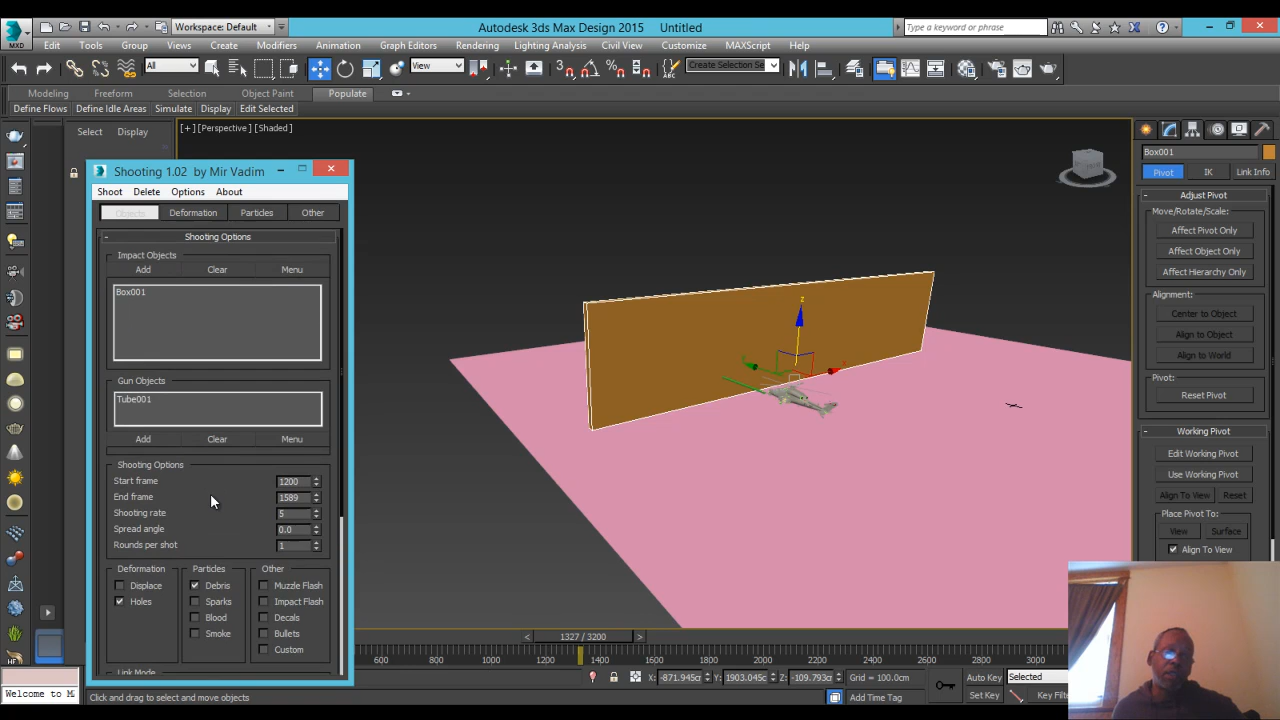 MXD
Workspace: Default
Autodesk 3ds Max Design 2015 Untitled
Type a keyword or phrase
Edit Tools Group Views Create Modifiers Animation Graph Editors Rendering Lighting Analysis Civil View Customize MAXScript Help
All View Create Selection Se
Modeling Freeform Selection Object Paint Populate
Define Flows Define Idle Areas Simulate Display Edit Selected
Select Display
[+] [Perspective] [Shaded]
Shooting 1.02 by Mir Vadim
Shoot Delete Options About
Objects Deformation Particles Other
- Shooting Options
Impact Objects
Add Clear Menu
Box001
Gun Objects
Tube001
Add Clear Menu
Shooting Options
Start frame 1200
End frame 1589
Shooting rate 5
Spread angle 0.0
Rounds per shot 1
Deformation Particles Other
Displace Debris Muzzle Flash
Holes Sparks Impact Flash
Blood Decals
Smoke Bullets
Custom
Link Mode
Box001
Pivot IK Link Info
- Adjust Pivot
Move/Rotate/Scale:
Affect Pivot Only
Affect Object Only
Affect Hierarchy Only
Alignment:
Center to Object
Align to Object
Align to World
Pivot:
Reset Pivot
- Working Pivot
Edit Working Pivot
Use Working Pivot
Align To View Reset
Place Pivot To:
View Surface
Align To View
1327 / 3200
600 800 1000 1200 1400 1600 1800 2000 2200 2400 2600 2800 3000
X: -871.945cr Y: 1903.045c Z: -109.793cr Grid = 100.0cm Auto Key Selected
Welcome to M Click and drag to select and move objects Add Time Tag Set Key Key Filter